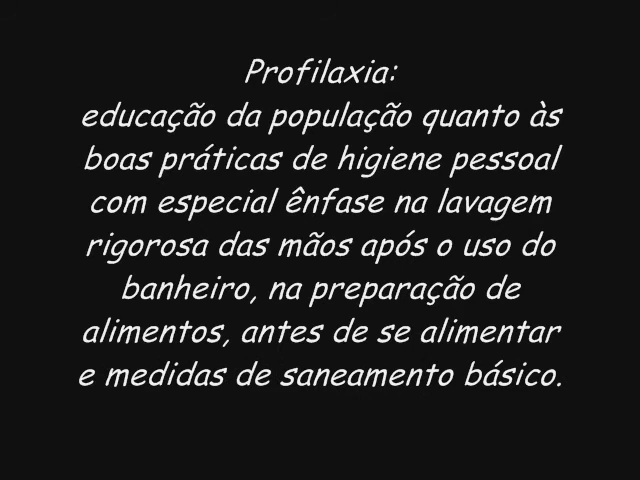 Profilaxia:
educação da população quanto às
boas práticas de higiene pessoal
com especial ênfase na lavagem
rigorosa das mãos após o uso do
banheiro, na preparação de
alimentos, antes de se alimentar
e medidas de saneamento básico.